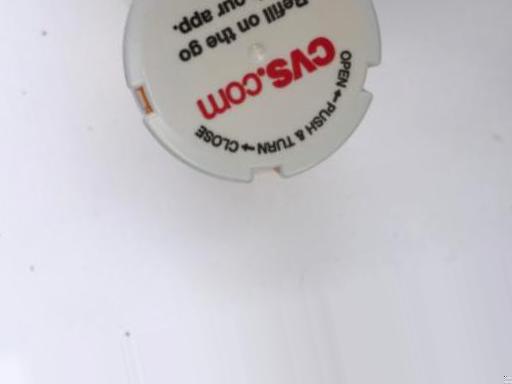 Refill on the go
our app.
CVS.com
OPEN←PUSH & TURN→CLOSE